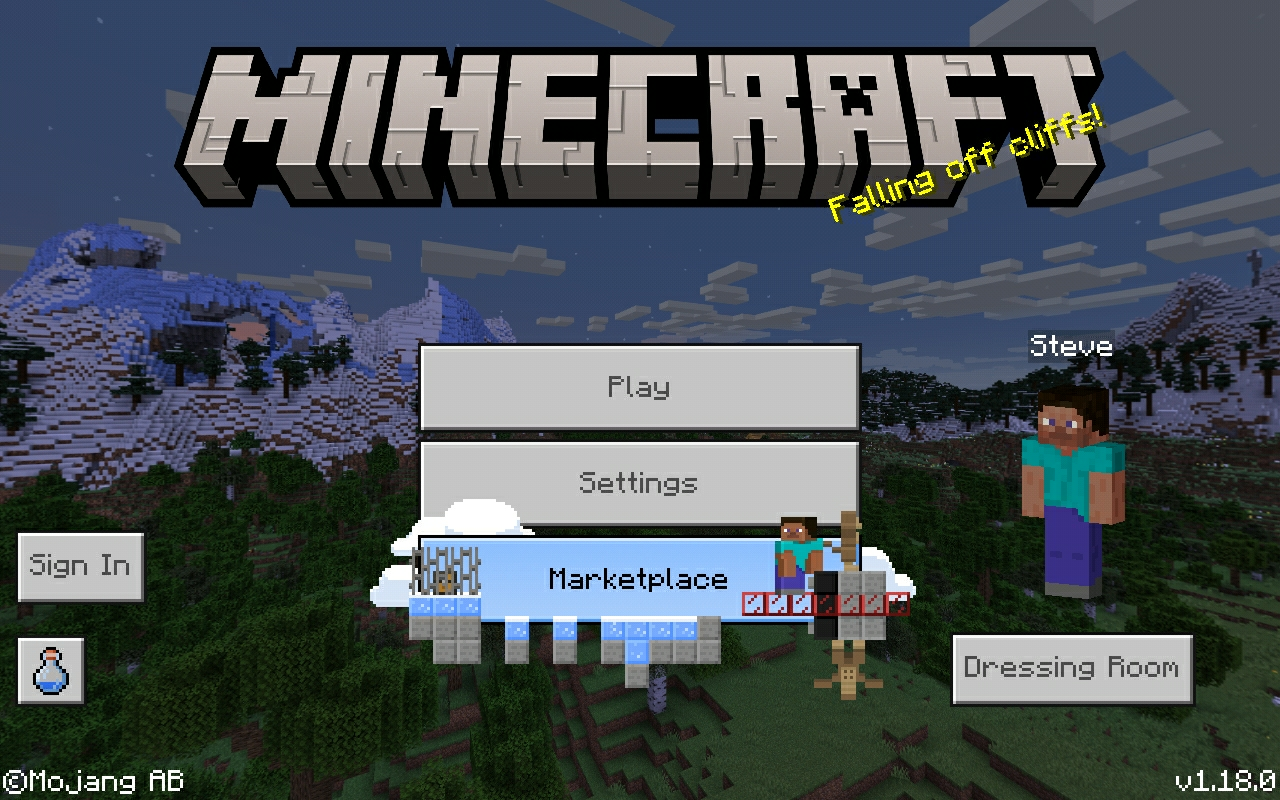 MINECRAFT
Falling off cliffs!
Steve
Play
Settings
Sign In
Marketplace
Dressing Room
©Mojang AB
v1.18.0